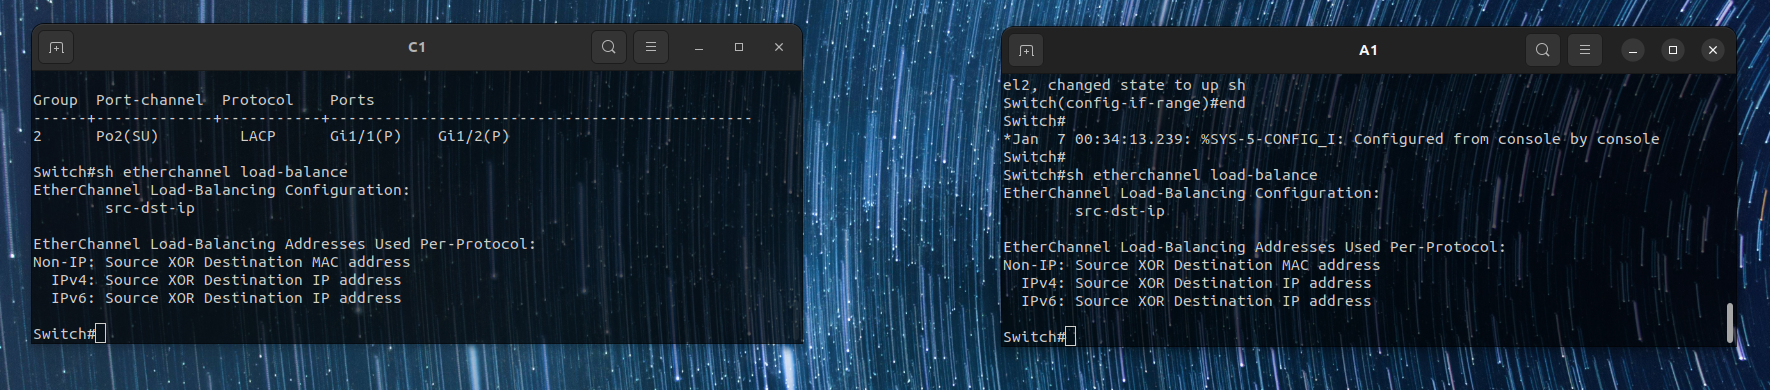 C1
Group  Port-channel  Protocol    Ports
------+-------------+-----------+-----------------------------------------------
2      Po2(SU)         LACP      Gi1/1(P)    Gi1/2(P)
Switch#sh etherchannel load-balance
EtherChannel Load-Balancing Configuration:
        src-dst-ip
EtherChannel Load-Balancing Addresses Used Per-Protocol:
Non-IP: Source XOR Destination MAC address
  IPv4: Source XOR Destination IP address
  IPv6: Source XOR Destination IP address
Switch#
A1
el2, changed state to up sh
Switch(config-if-range)#end
Switch#
*Jan  7 00:34:13.239: %SYS-5-CONFIG_I: Configured from console by console
Switch#
Switch#sh etherchannel load-balance
EtherChannel Load-Balancing Configuration:
        src-dst-ip
EtherChannel Load-Balancing Addresses Used Per-Protocol:
Non-IP: Source XOR Destination MAC address
  IPv4: Source XOR Destination IP address
  IPv6: Source XOR Destination IP address
Switch#